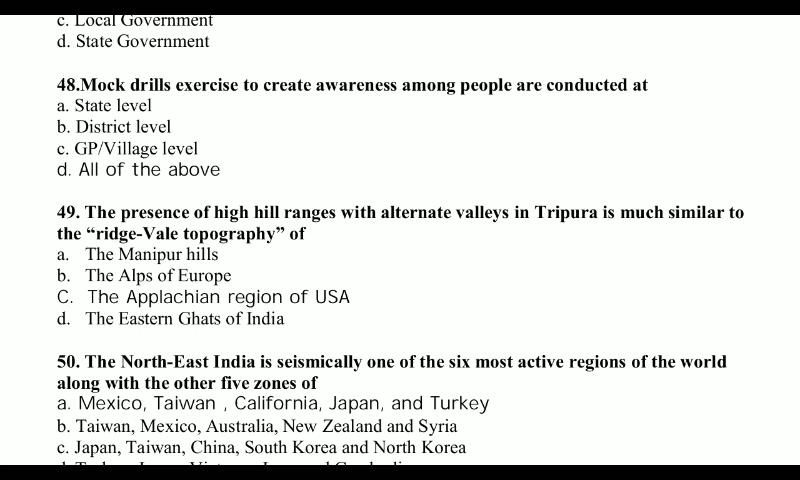 c. Local Government
d. State Government
48.Mock drills exercise to create awareness among people are conducted at
a. State level
b. District level
c. GP/Village level
d. All of the above
49. The presence of high hill ranges with alternate valleys in Tripura is much similar to
the “ridge-Vale topography” of
a. The Manipur hills
b. The Alps of Europe
C. The Applachian region of USA
d. The Eastern Ghats of India
50. The North-East India is seismically one of the six most active regions of the world
along with the other five zones of
a. Mexico, Taiwan , California, Japan, and Turkey
b. Taiwan, Mexico, Australia, New Zealand and Syria
c. Japan, Taiwan, China, South Korea and North Korea